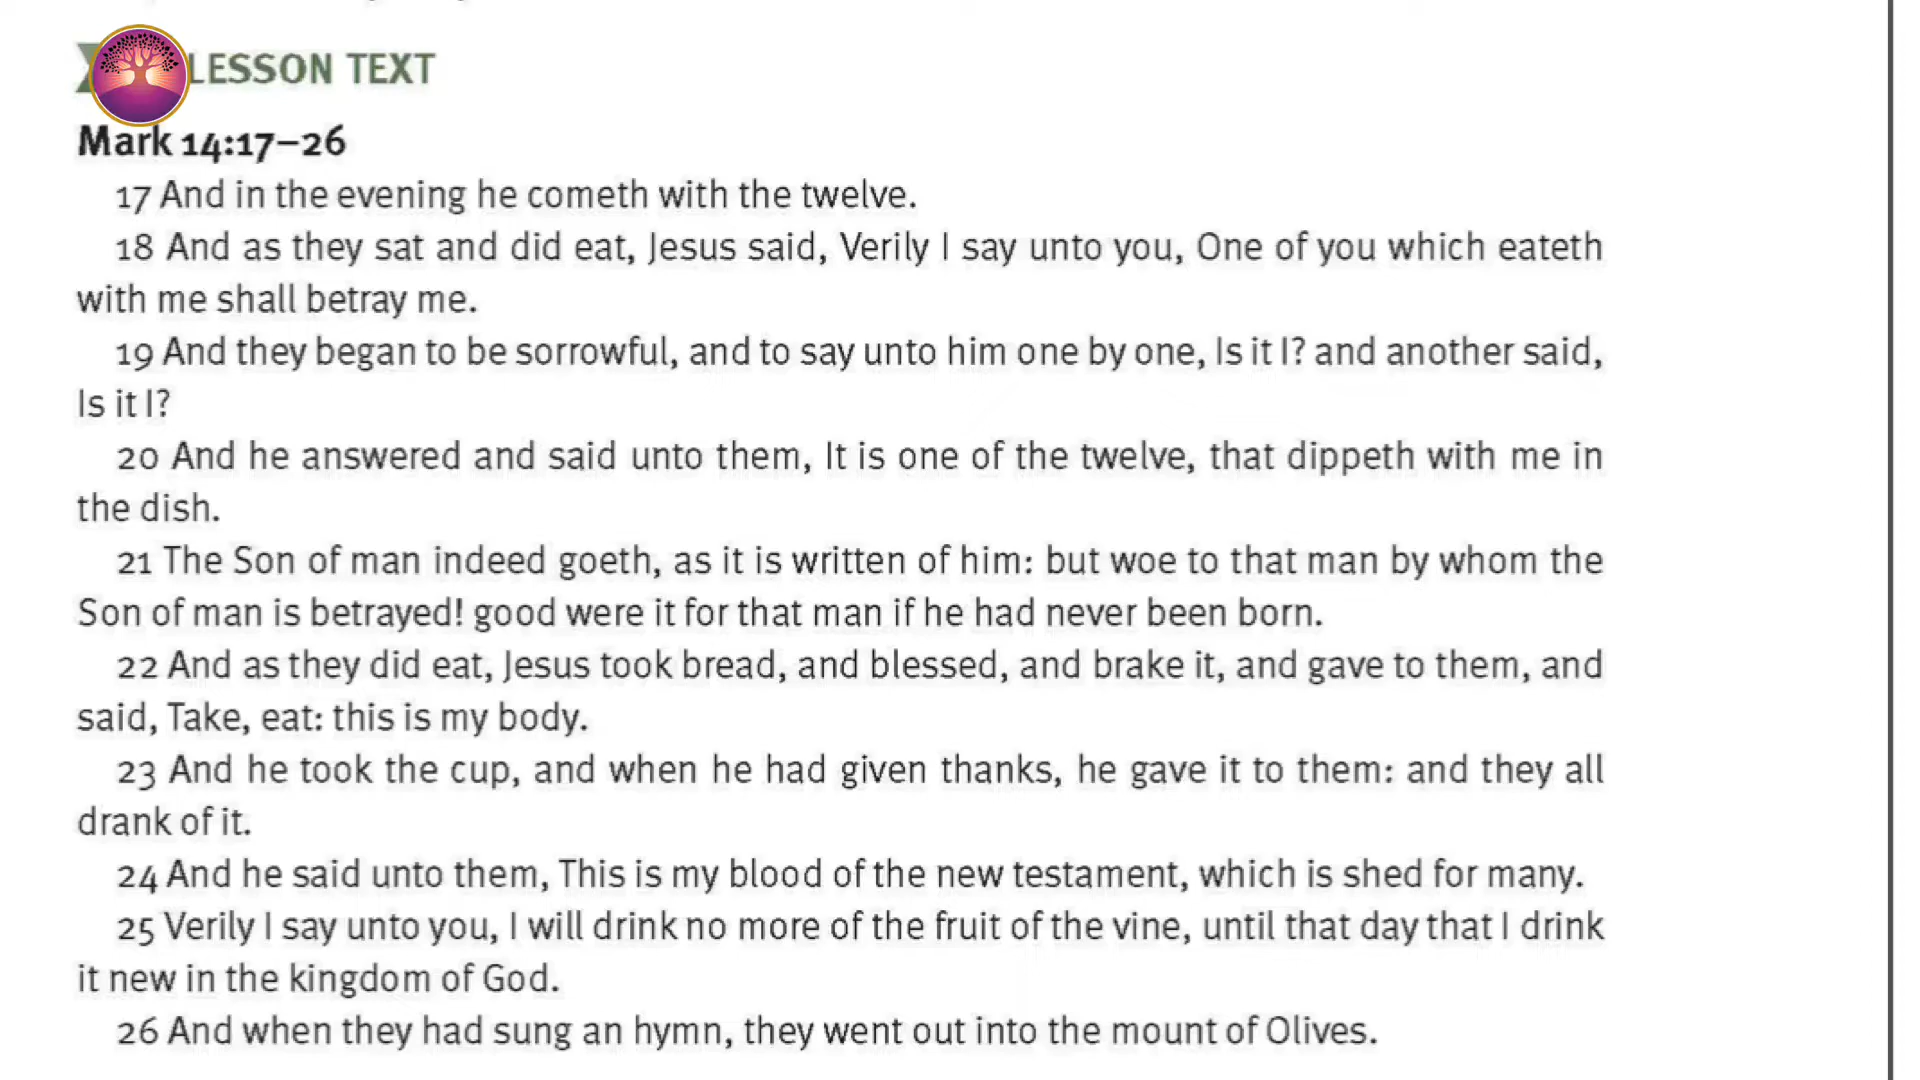 LESSON TEXT
Mark 14:17–26
17 And in the evening he cometh with the twelve.
18 And as they sat and did eat, Jesus said, Verily I say unto you, One of you which eateth
with me shall betray me.
19 And they began to be sorrowful, and to say unto him one by one, Is it I? and another said,
Is it I?
20 And he answered and said unto them, It is one of the twelve, that dippeth with me in
the dish.
21 The Son of man indeed goeth, as it is written of him: but woe to that man by whom the
Son of man is betrayed! good were it for that man if he had never been born.
22 And as they did eat, Jesus took bread, and blessed, and brake it, and gave to them, and
said, Take, eat: this is my body.
23 And he took the cup, and when he had given thanks, he gave it to them: and they all
drank of it.
24 And he said unto them, This is my blood of the new testament, which is shed for many.
25 Verily I say unto you, I will drink no more of the fruit of the vine, until that day that I drink
it new in the kingdom of God.
26 And when they had sung an hymn, they went out into the mount of Olives.